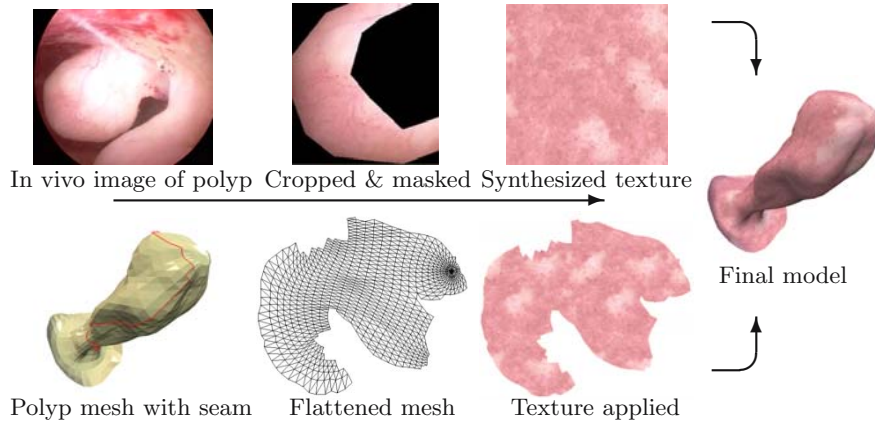 In vivo image of polyp
Cropped & masked
Synthesized texture
Final model
Polyp mesh with seam
Flattened mesh
Texture applied